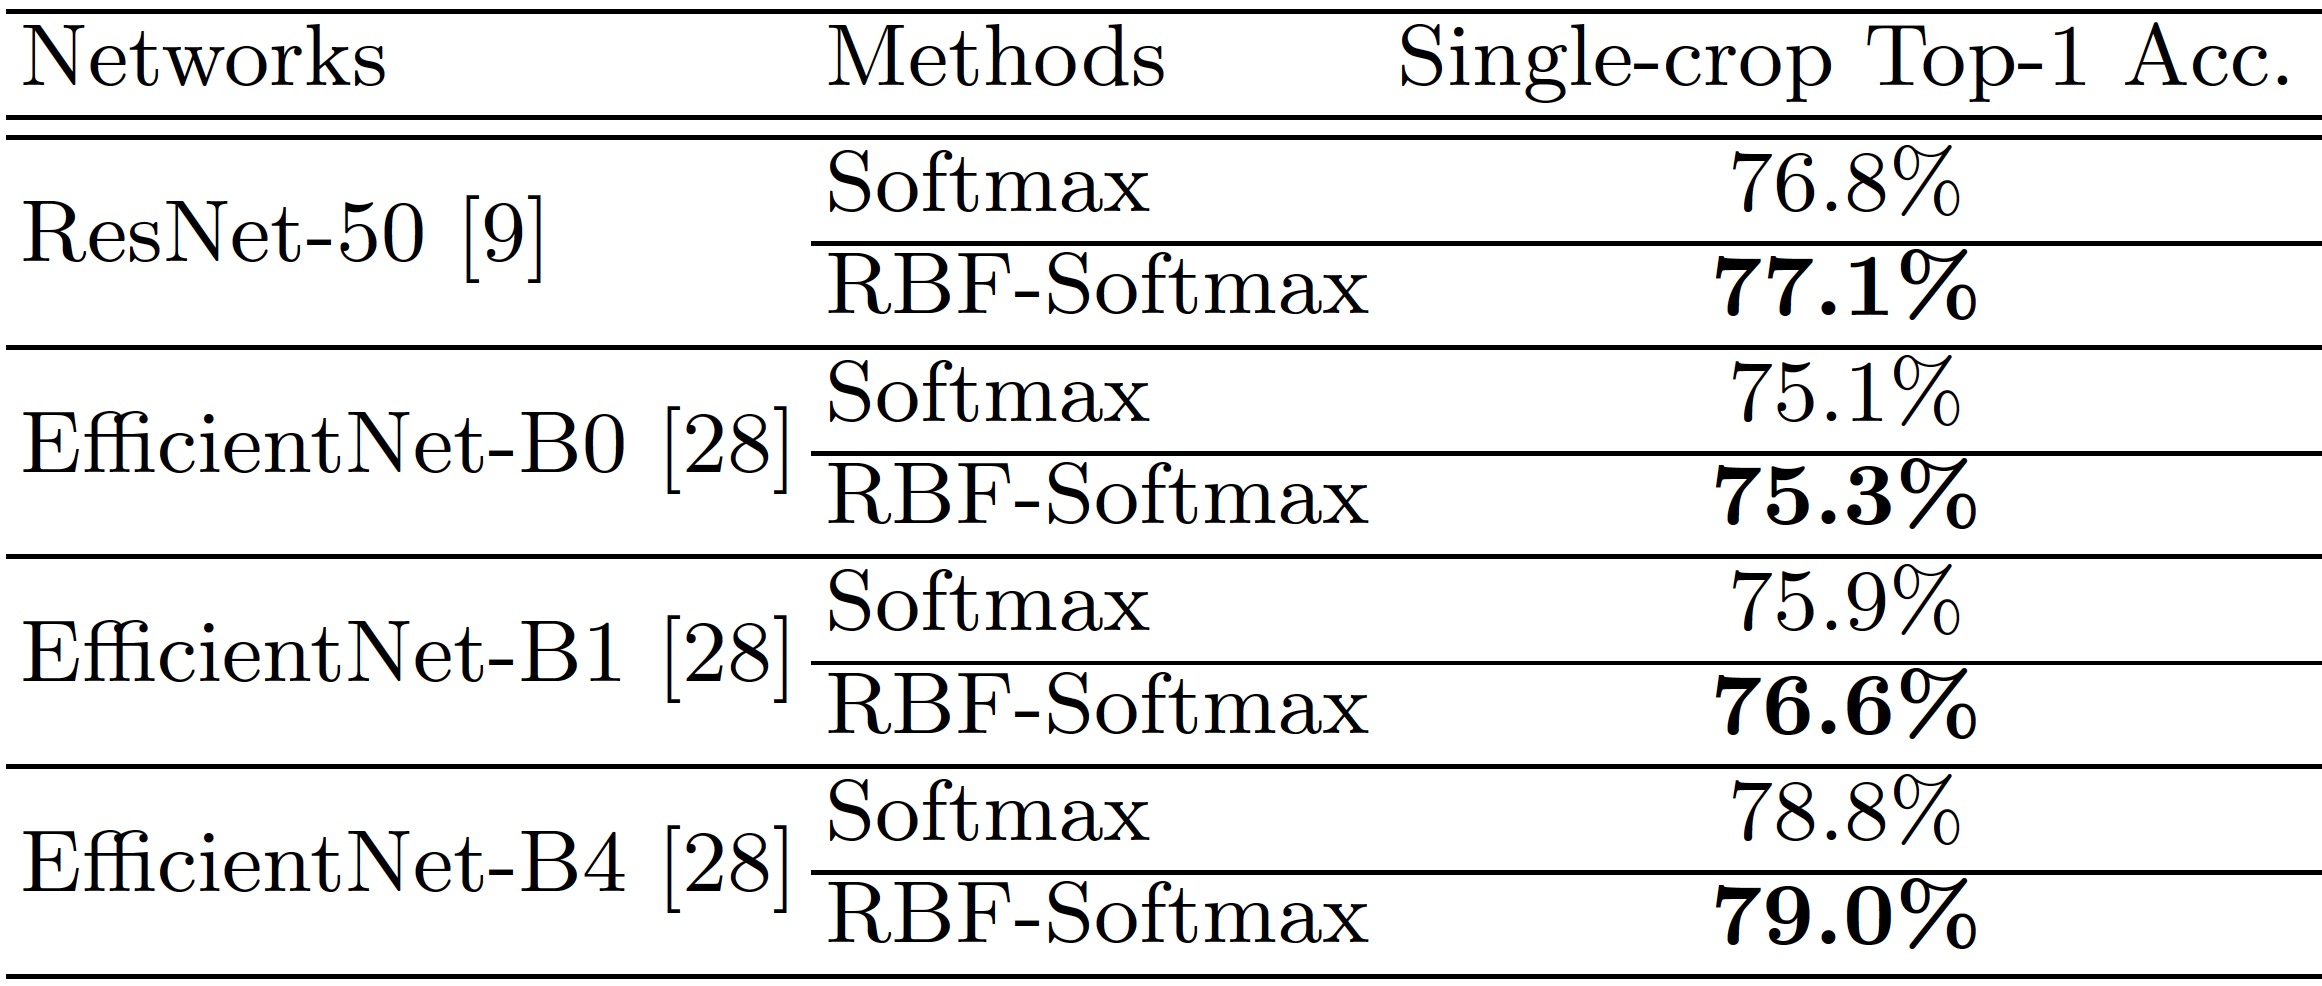 Networks Methods Single-crop Top-1 Acc.
ResNet-50 [9] Softmax 76.8%
RBF-Softmax 77.1%
EfficientNet-B0 [28] Softmax 75.1%
RBF-Softmax 75.3%
EfficientNet-B1 [28] Softmax 75.9%
RBF-Softmax 76.6%
EfficientNet-B4 [28] Softmax 78.8%
RBF-Softmax 79.0%